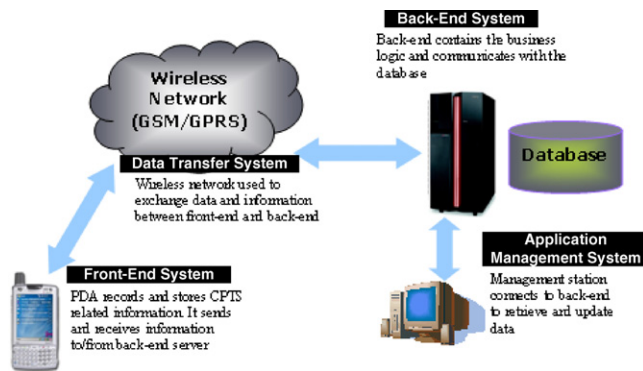 Back-End System
Back-end contains the business
logic and communicates with the
database
Wireless
Network
(GSM/GPRS)
Data Transfer System
Wireless network used to
exchange data and information
between front-end and back-end
Database
Front-End System
PDA records and stores CPTS
related information. It sends
and receives information
to/from back-end server
Application
Management System
Management station
connects to back-end
to retrieve and update
data